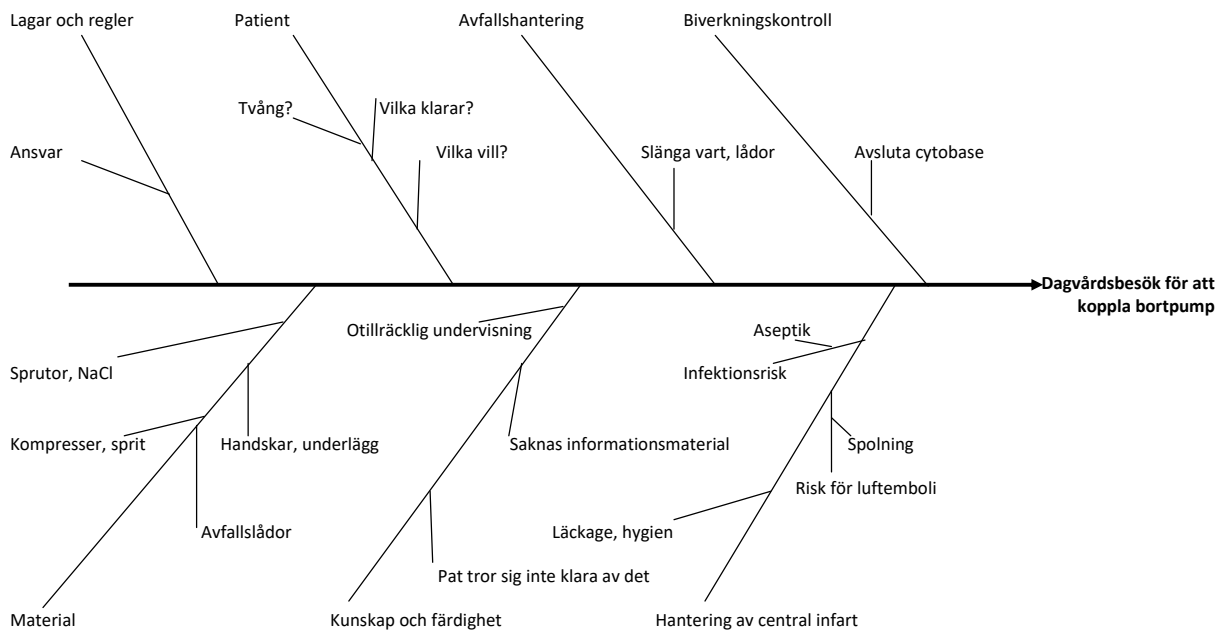 Lagar och regler
Patient
Avfallshantering
Biverkningskontroll
Tvång?
Vilka klarar?
Ansvar
Vilka vill?
Slänga vart, lådor
Avsluta cytobase
Dagvårdsbesök för att
koppla bortpump
Otillräcklig undervisning
Aseptik
Sprutor, NaCl
Infektionsrisk
Kompresser, sprit
Handskar, underlägg
Saknas informationsmaterial
Spolning
Risk för luftemboli
Avfallslådor
Läckage, hygien
Pat tror sig inte klara av det
Material
Kunskap och färdighet
Hantering av central infart